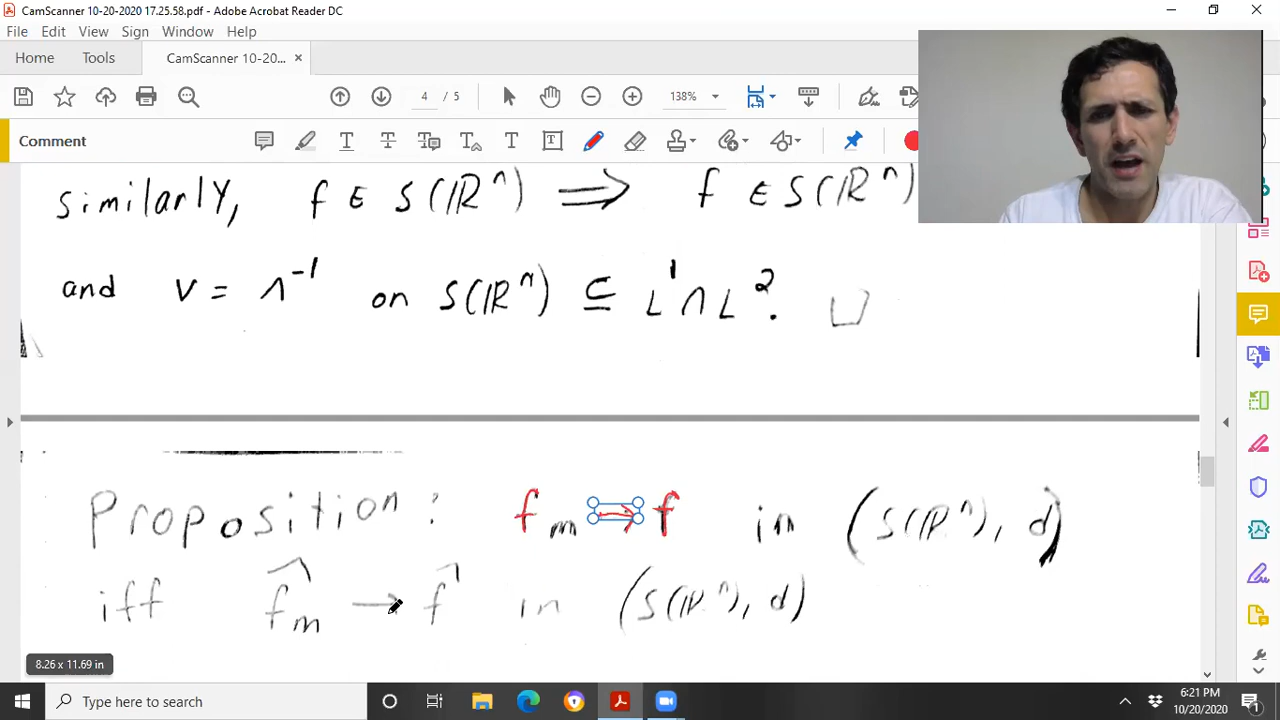 CamScanner 10-20-2020 17.25.58.pdf - Adobe Acrobat Reader DC
File Edit View Sign Window Help
Home Tools CamScanner 10-20... ×
4 / 5 138%
Comment
similarly, f ∈ S(ℝⁿ) ⟹ f ∈ S(ℝⁿ)
and ∨ = ∧⁻¹ on S(ℝⁿ) ⊆ L¹ ∩ L². □
Proposition: fₘ → f in (S(ℝⁿ), d)
iff f̂ₘ → f̂ in (S(ℝⁿ), d)
8.26 x 11.69 in
Type here to search
6:21 PM
10/20/2020
1